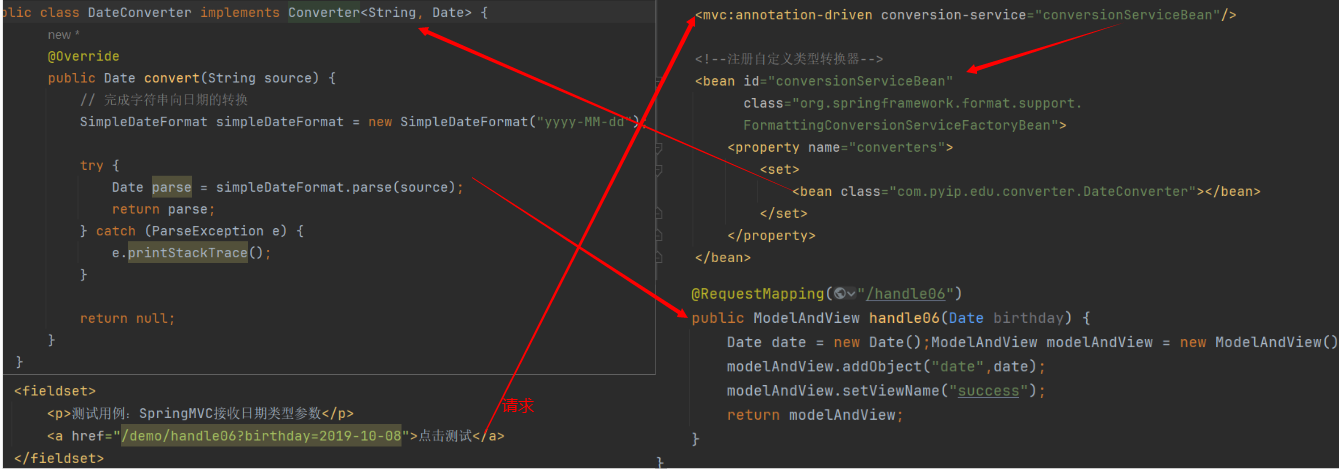 blic class DateConverter implements Converter<String, Date> {
new *
@Override
public Date convert(String source) {
// 完成字符串向日期的转换
SimpleDateFormat simpleDateFormat = new SimpleDateFormat("yyyy-MM-dd");
try {
Date parse = simpleDateFormat.parse(source);
return parse;
} catch (ParseException e) {
e.printStackTrace();
}
return null;
}
}
<fieldset>
<p>测试用例：SpringMVC接收日期类型参数</p>
<a href="/demo/handle06?birthday=2019-10-08">点击测试</a>
</fieldset>
请求
<mvc:annotation-driven conversion-service="conversionServiceBean"/>
<!--注册自定义类型转换器-->
<bean id="conversionServiceBean"
class="org.springframework.format.support.
FormattingConversionServiceFactoryBean">
<property name="converters">
<set>
<bean class="com.pyip.edu.converter.DateConverter"></bean>
</set>
</property>
</bean>
@RequestMapping("/handle06")
public ModelAndView handle06(Date birthday) {
Date date = new Date();ModelAndView modelAndView = new ModelAndView()
modelAndView.addObject("date",date);
modelAndView.setViewName("success");
return modelAndView;
}
}